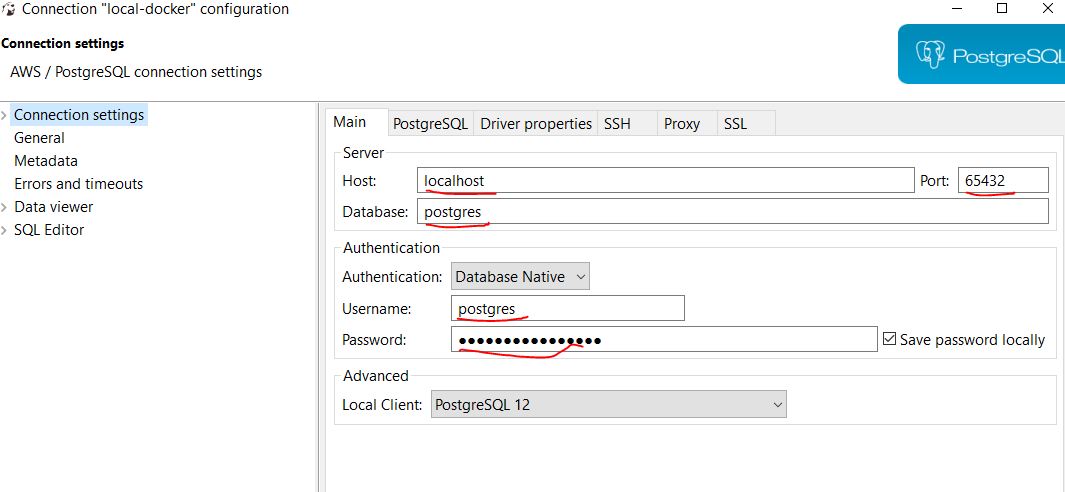 Connection "local-docker" configuration
Connection settings
AWS / PostgreSQL connection settings
PostgreSQL
Connection settings
General
Metadata
Errors and timeouts
Data viewer
SQL Editor
Main PostgreSQL Driver properties SSH Proxy SSL
Server
Host: localhost Port: 65432
Database: postgres
Authentication
Authentication: Database Native
Username: postgres
Password: ●●●●●●●●●●●●●●●● Save password locally
Advanced
Local Client: PostgreSQL 12